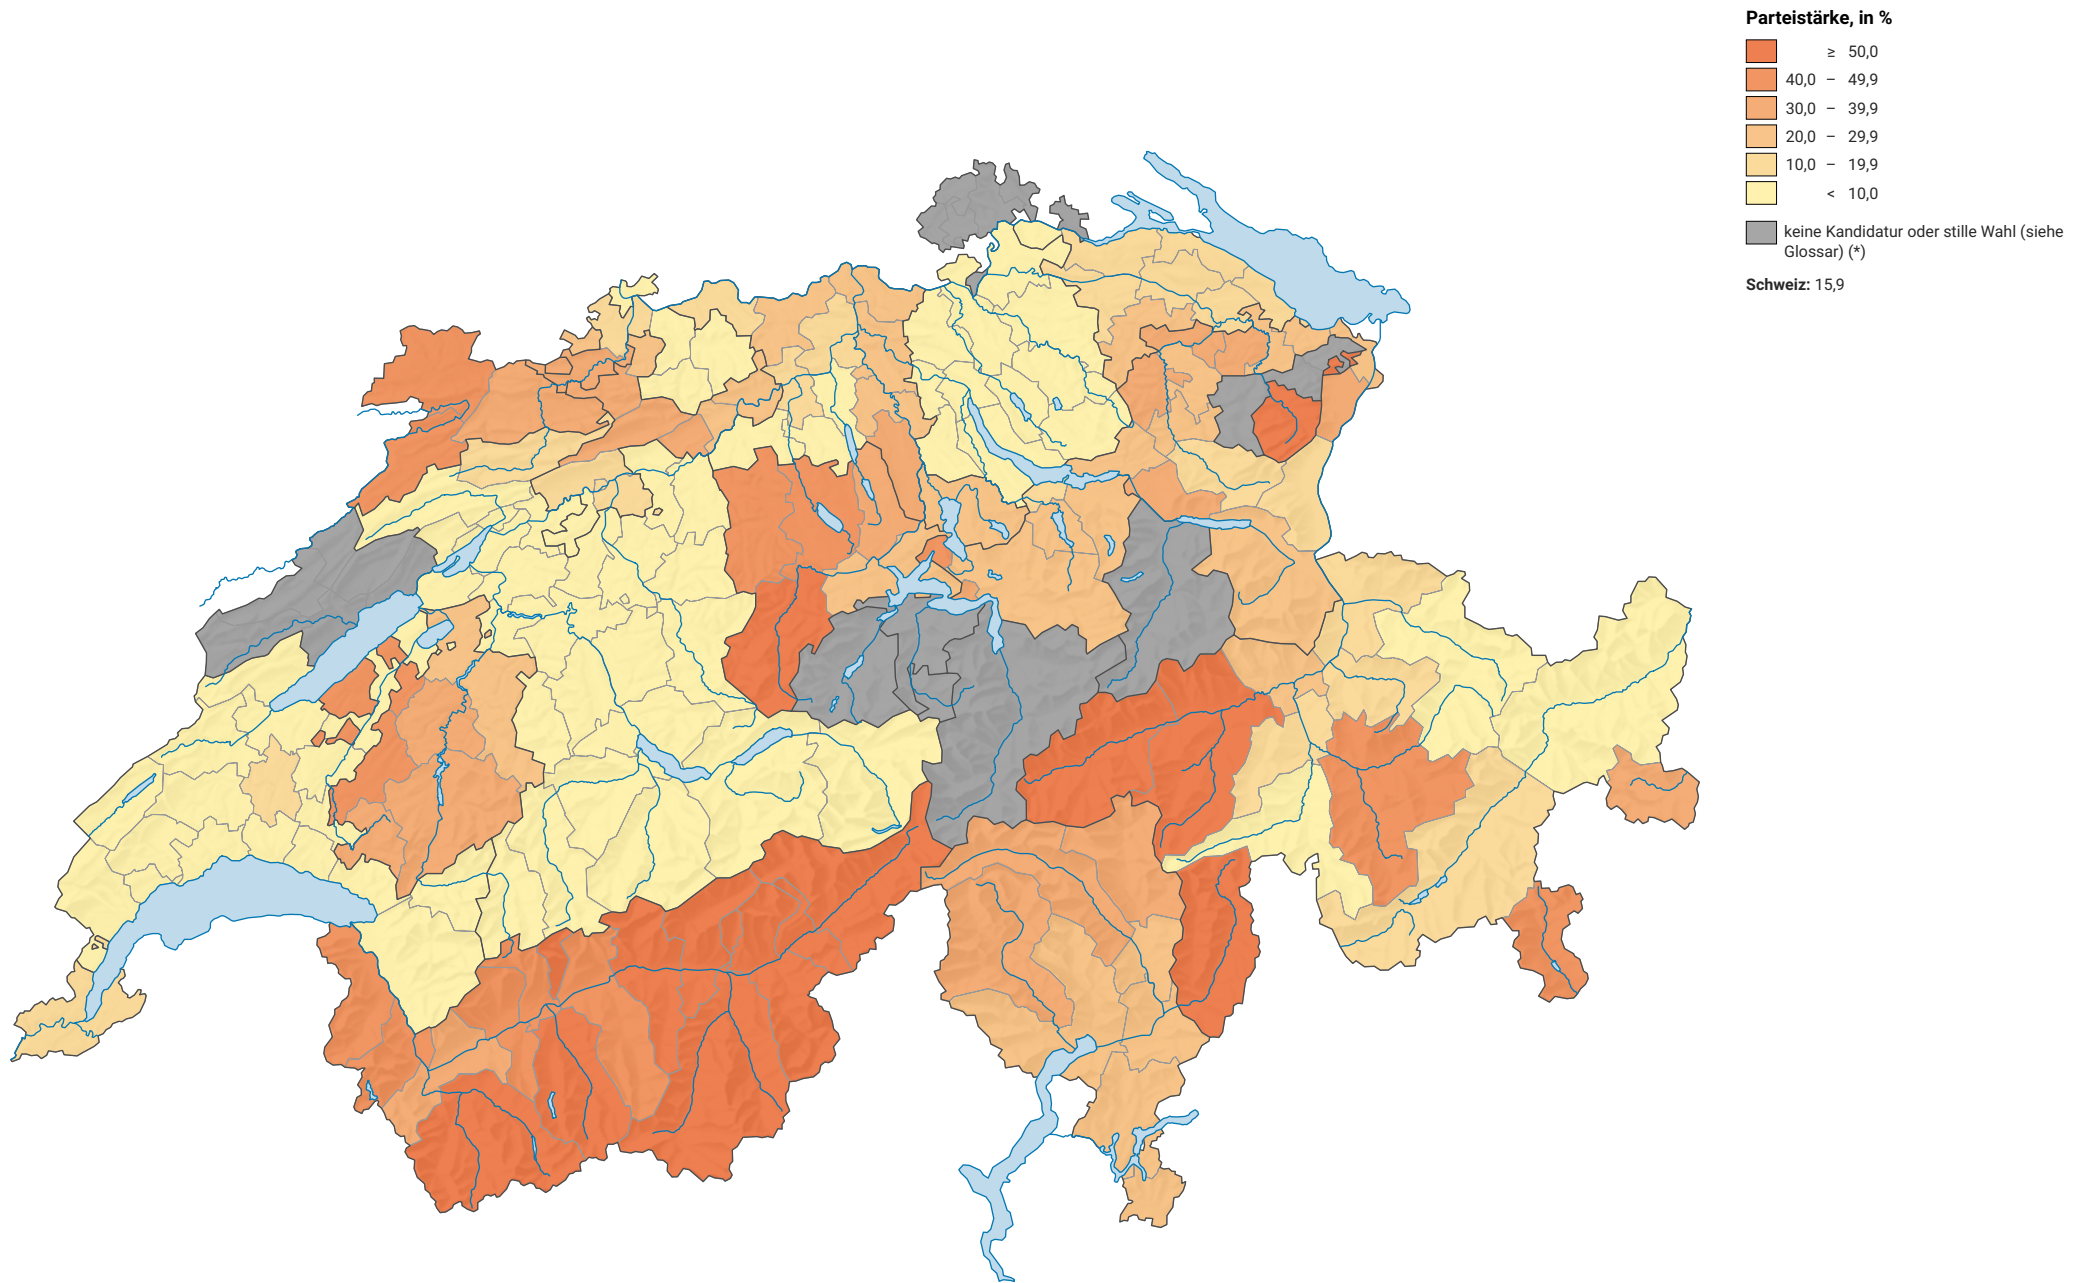 Parteistärke, in %
≥ 50,0
40,0 – 49,9
30,0 – 39,9
20,0 – 29,9
10,0 – 19,9
< 10,0
keine Kandidatur oder stille Wahl (siehe
Glossar) (*)
Schweiz: 15,9